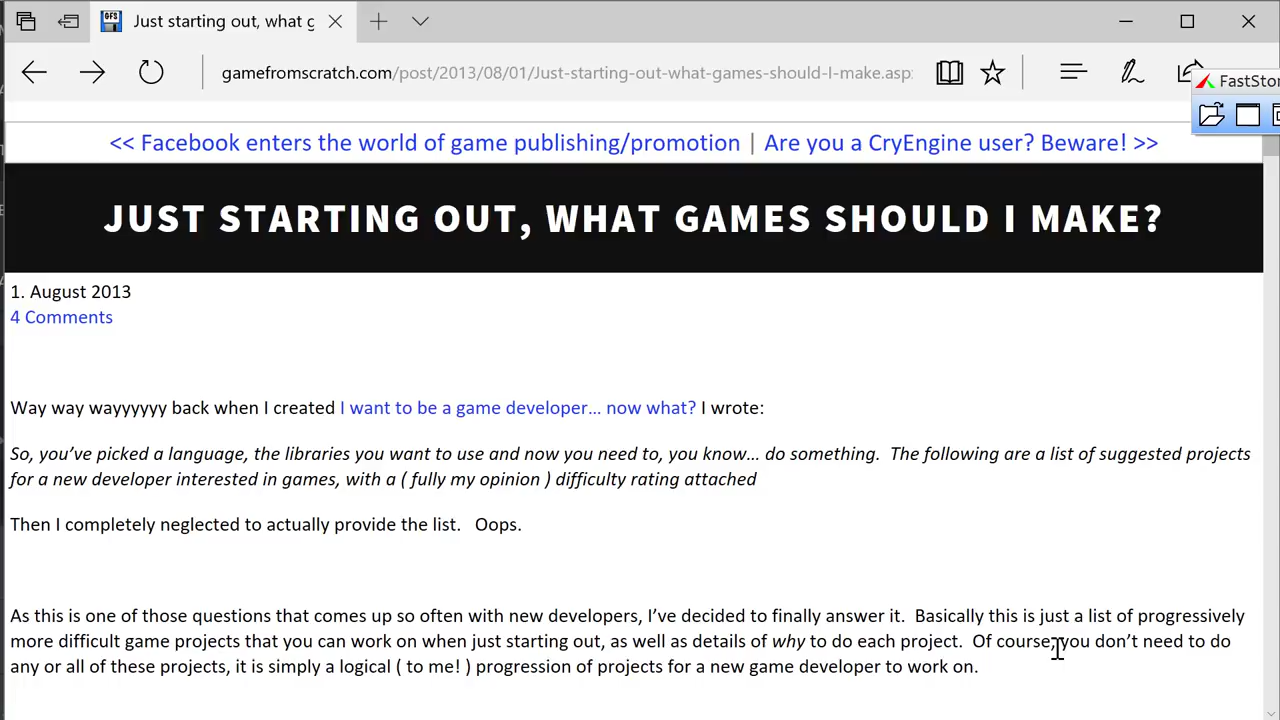 GFS
Just starting out, what g
gamefromscratch.com/post/2013/08/01/Just-starting-out-what-games-should-I-make.asp
FastSto
<< Facebook enters the world of game publishing/promotion | Are you a CryEngine user? Beware! >>
JUST STARTING OUT, WHAT GAMES SHOULD I MAKE?
1. August 2013
4 Comments
Way way wayyyyyy back when I created I want to be a game developer… now what? I wrote:
So, you’ve picked a language, the libraries you want to use and now you need to, you know… do something.  The following are a list of suggested projects
for a new developer interested in games, with a ( fully my opinion ) difficulty rating attached
Then I completely neglected to actually provide the list.   Oops.
As this is one of those questions that comes up so often with new developers, I’ve decided to finally answer it.  Basically this is just a list of progressively
more difficult game projects that you can work on when just starting out, as well as details of why to do each project.  Of course, you don’t need to do
any or all of these projects, it is simply a logical ( to me! ) progression of projects for a new game developer to work on.